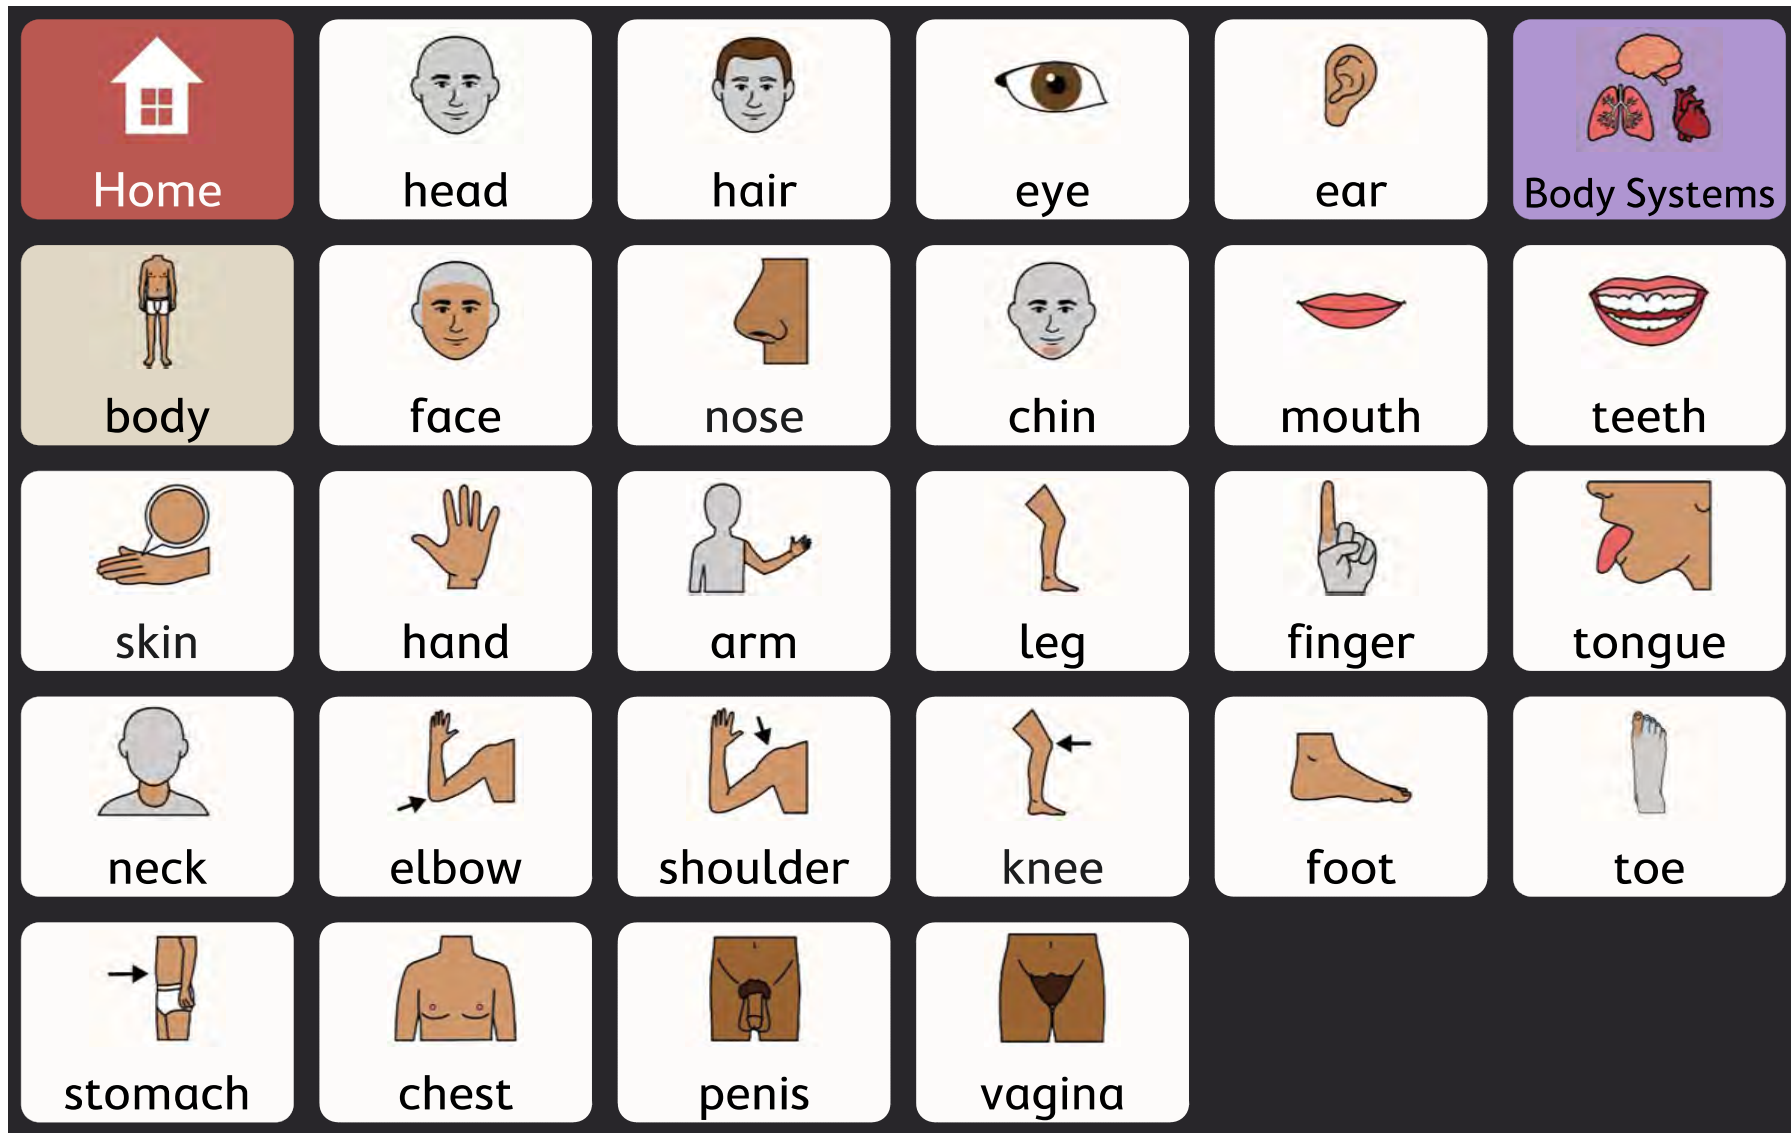 Home
head
hair
eye
ear
Body Systems
body
face
nose
chin
mouth
teeth
skin
hand
arm
leg
finger
tongue
neck
elbow
shoulder
knee
foot
toe
stomach
chest
penis
vagina